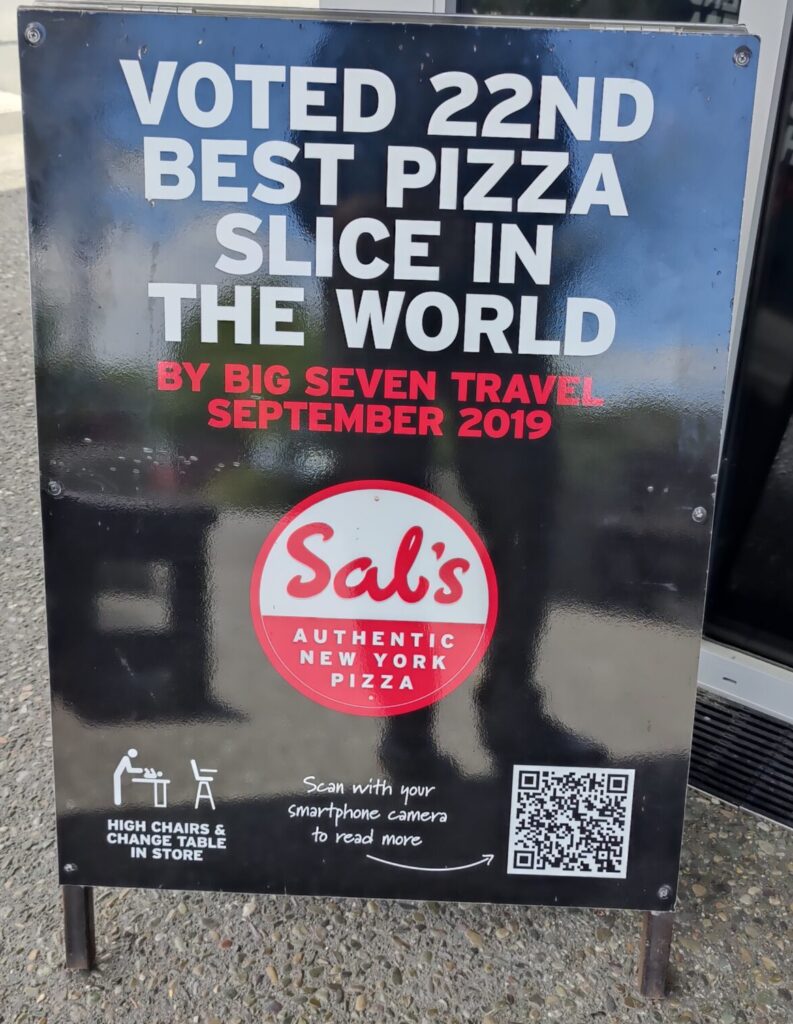 VOTED 22ND
BEST PIZZA
SLICE IN
THE WORLD
BY BIG SEVEN TRAVEL
SEPTEMBER 2019
Sal's
AUTHENTIC
NEW YORK
PIZZA
HIGH CHAIRS &
CHANGE TABLE
IN STORE
Scan with your
smartphone camera
to read more